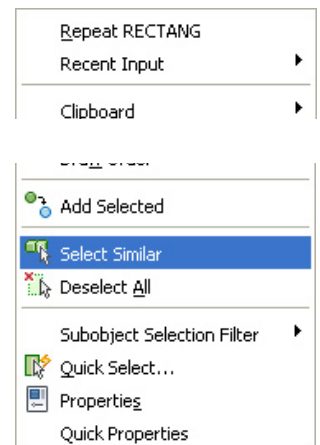 Repeat RECTANG
Recent Input
Clipboard
Add Selected
Select Similar
Deselect All
Subobject Selection Filter
Quick Select...
Properties
Quick Properties